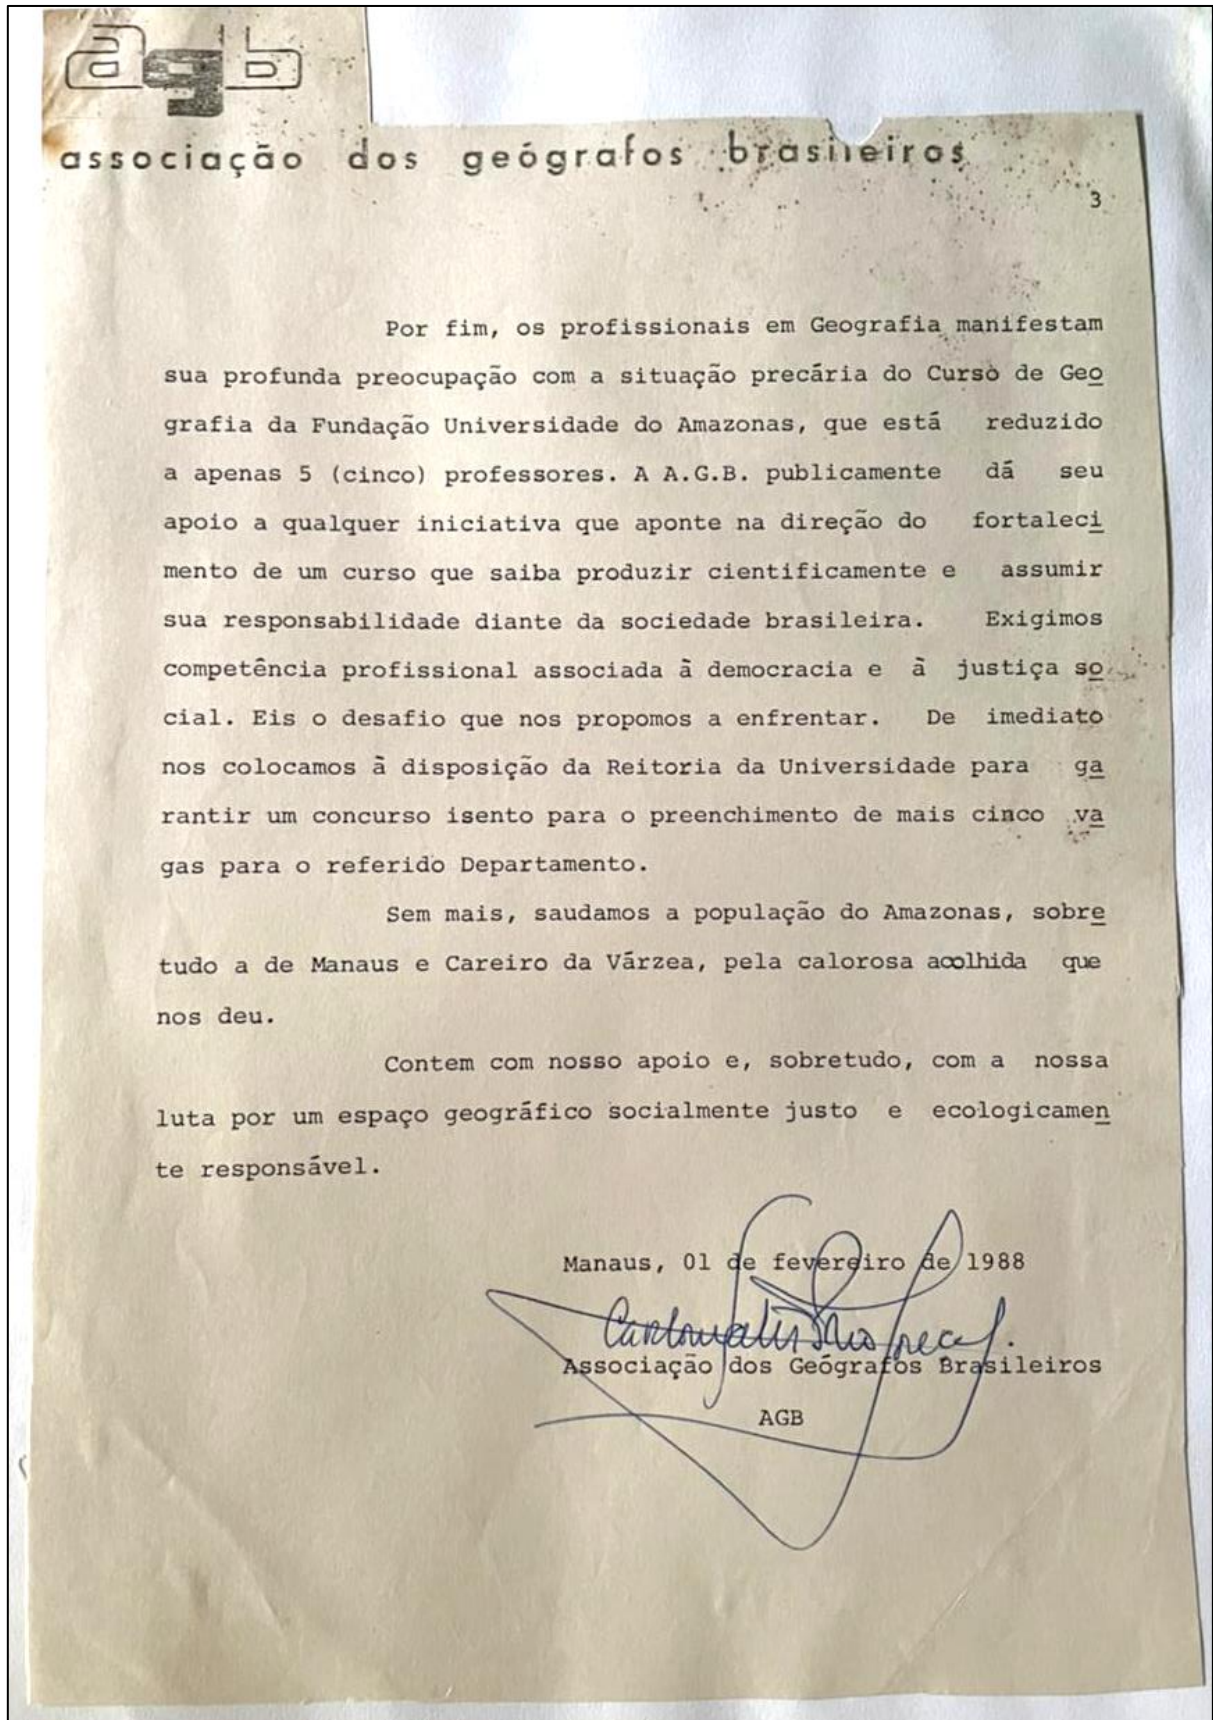 agb
associação dos geógrafos brasileiros
3
Por fim, os profissionais em Geografia manifestam
sua profunda preocupação com a situação precária do Curso de Geo
grafia da Fundação Universidade do Amazonas, que está reduzido
a apenas 5 (cinco) professores. A A.G.B. publicamente dá seu
apoio a qualquer iniciativa que aponte na direção do fortaleci
mento de um curso que saiba produzir cientificamente e assumir
sua responsabilidade diante da sociedade brasileira. Exigimos
competência profissional associada à democracia e à justiça so
cial. Eis o desafio que nos propomos a enfrentar. De imediato
nos colocamos à disposição da Reitoria da Universidade para ga
rantir um concurso isento para o preenchimento de mais cinco va
gas para o referido Departamento.
Sem mais, saudamos a população do Amazonas, sobre
tudo a de Manaus e Careiro da Várzea, pela calorosa acolhida que
nos deu.
Contem com nosso apoio e, sobretudo, com a nossa
luta por um espaço geográfico socialmente justo e ecologicamen
te responsável.
Manaus, 01 de fevereiro de 1988
Associação dos Geógrafos Brasileiros
AGB